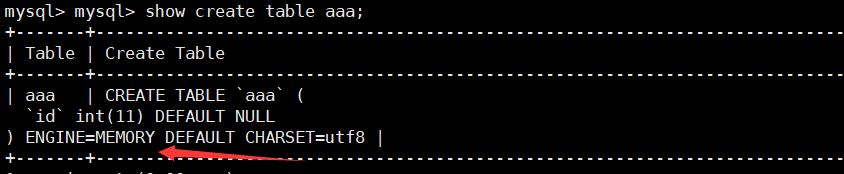 mysql> mysql> show create table aaa;
+-------+----------------------------------------------------------------------
| Table | Create Table
+-------+----------------------------------------------------------------------
| aaa   | CREATE TABLE `aaa` (
  `id` int(11) DEFAULT NULL
) ENGINE=MEMORY DEFAULT CHARSET=utf8 |
+-------+----------------------------------------------------------------------